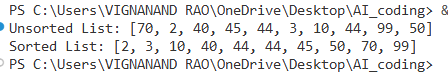 PS C:\Users\VIGNANAND RAO\OneDrive\Desktop\AI_coding> &
Unsorted List: [70, 2, 40, 45, 44, 3, 10, 44, 99, 50]
Sorted List: [2, 3, 10, 40, 44, 44, 45, 50, 70, 99]
PS C:\Users\VIGNANAND RAO\OneDrive\Desktop\AI_coding>